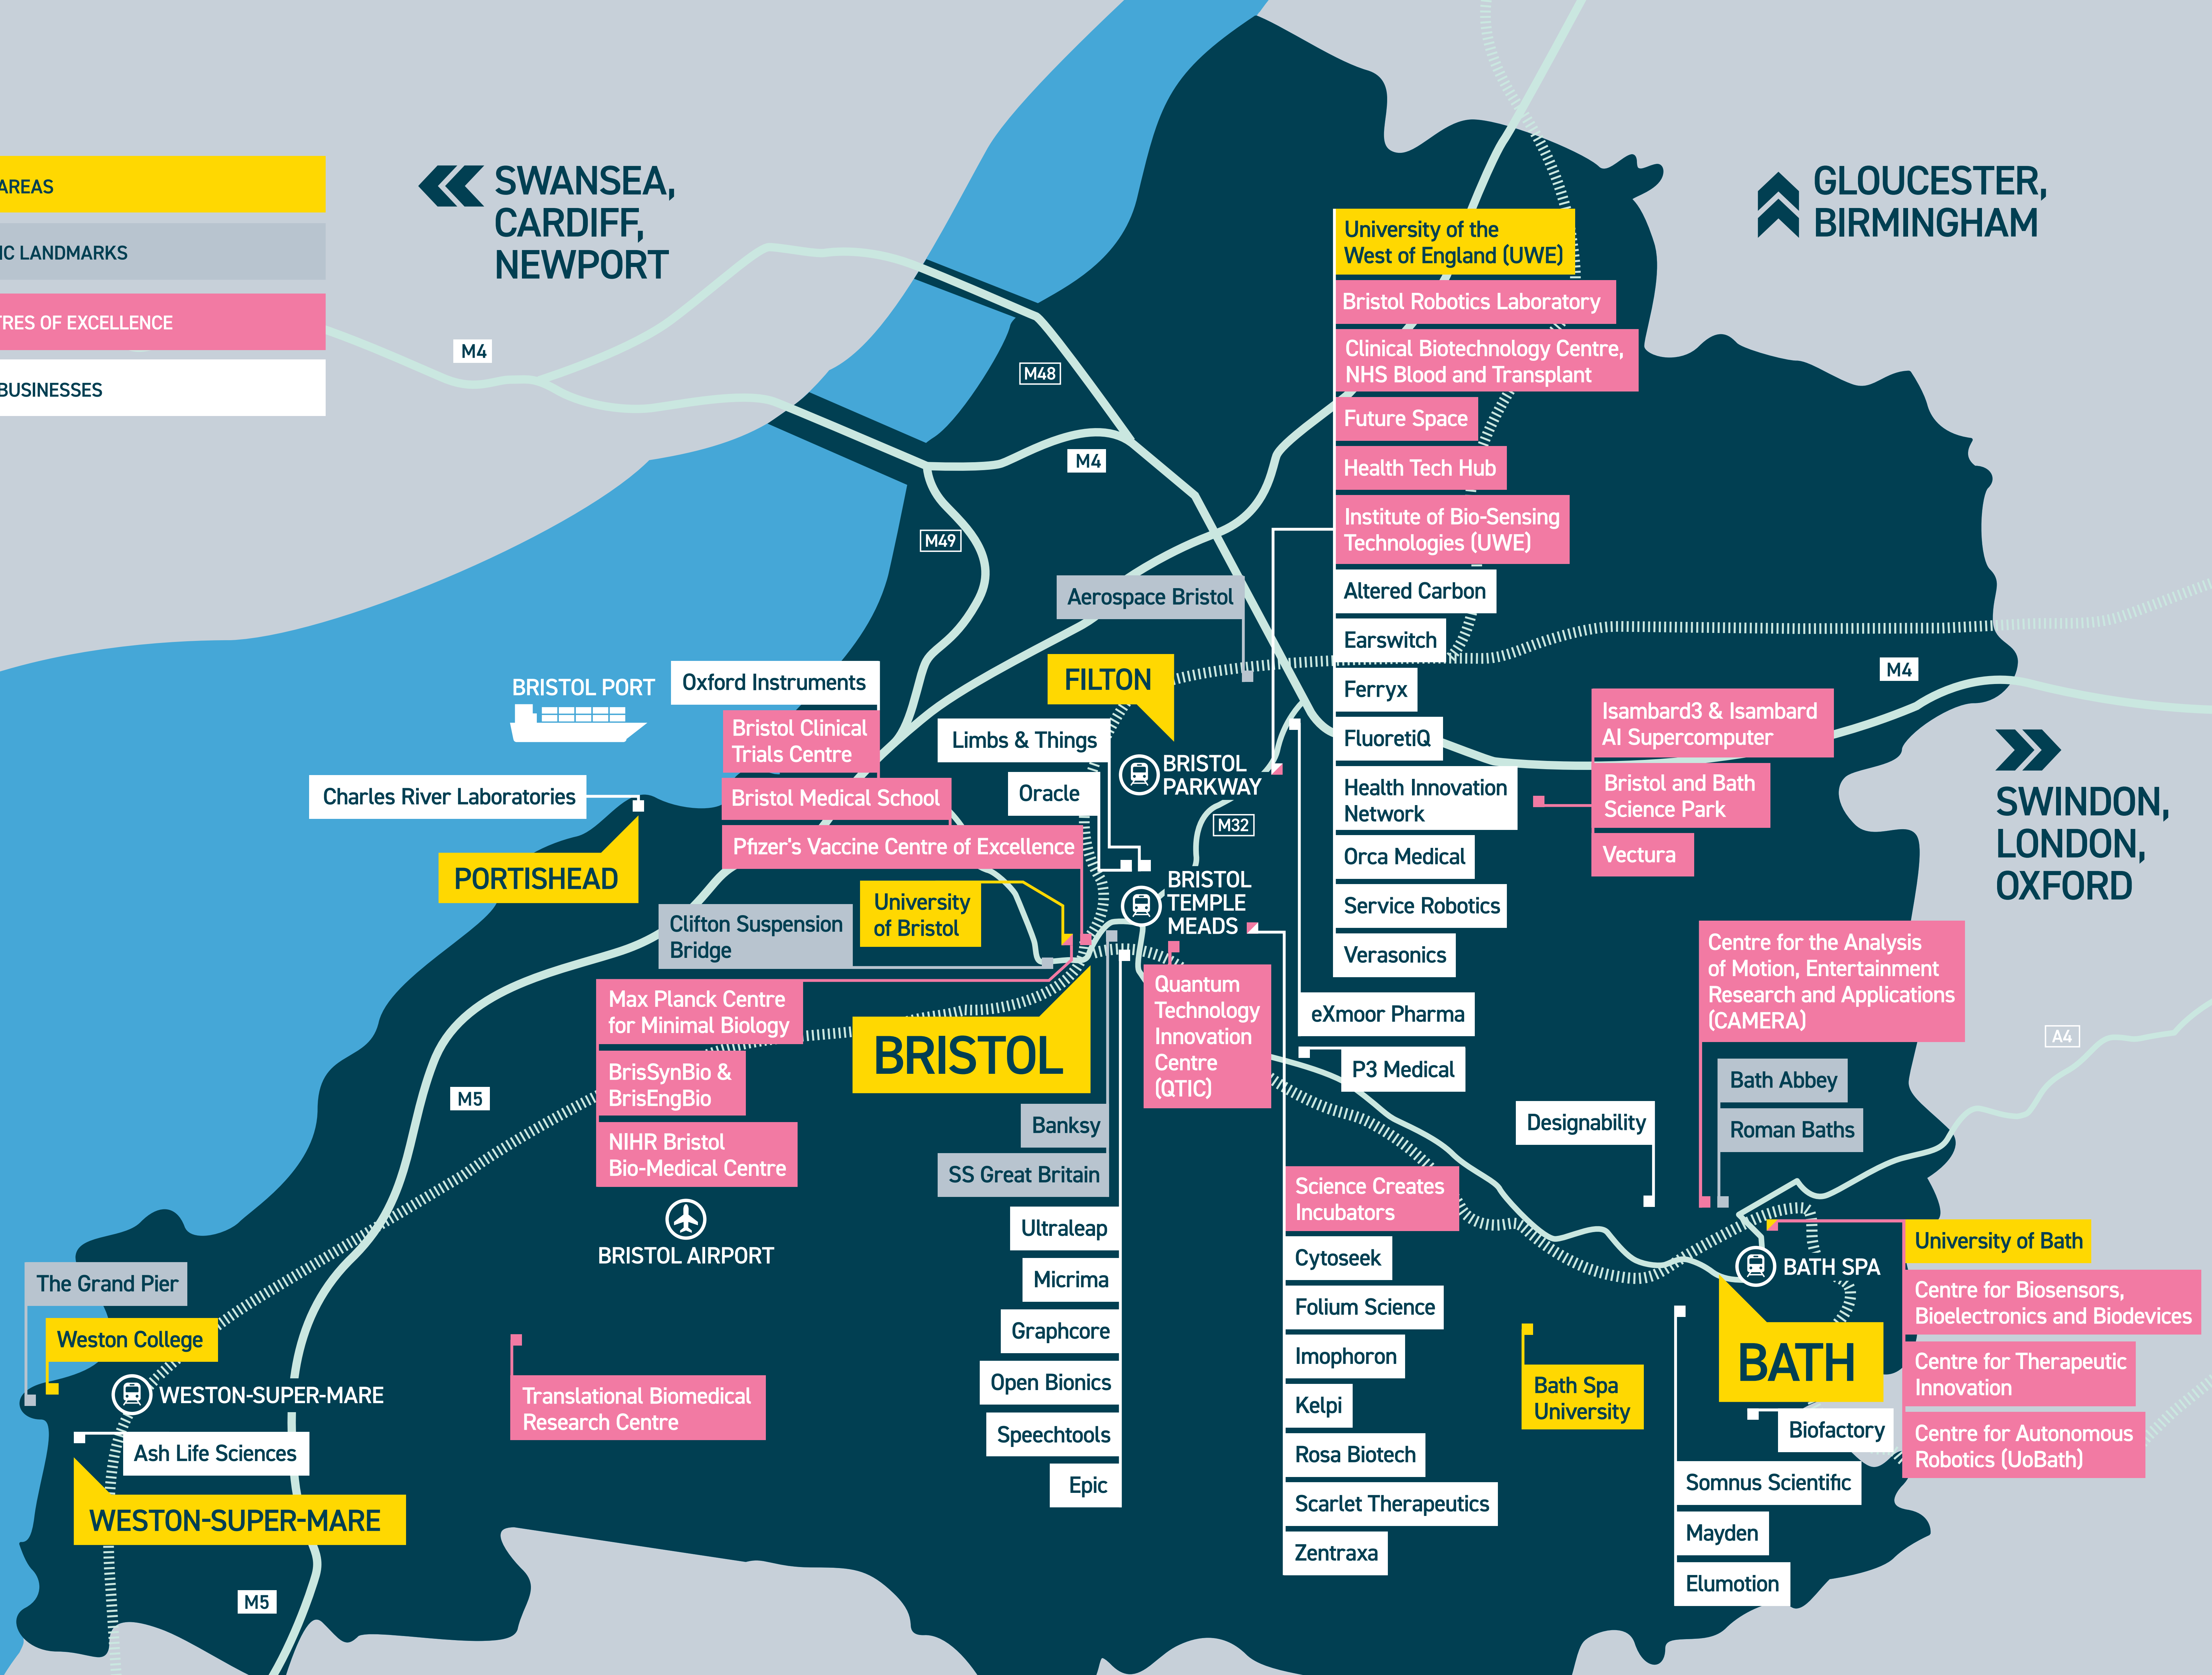 AREAS
IC LANDMARKS
TRES OF EXCELLENCE
BUSINESSES
SWANSEA,
CARDIFF,
NEWPORT
GLOUCESTER,
BIRMINGHAM
M4
M48
M4
M49
University of the
West of England (UWE)
Bristol Robotics Laboratory
Clinical Biotechnology Centre,
NHS Blood and Transplant
Future Space
Health Tech Hub
Institute of Bio-Sensing
Technologies (UWE)
Altered Carbon
Earswitch
Ferryx
FluoretiQ
Health Innovation
Network
Orca Medical
Service Robotics
Verasonics
eXmoor Pharma
P3 Medical
Aerospace Bristol
FILTON
BRISTOL PORT
Oxford Instruments
Bristol Clinical
Trials Centre
Bristol Medical School
Pfizer's Vaccine Centre of Excellence
Limbs & Things
Oracle
BRISTOL
PARKWAY
M32
Charles River Laboratories
PORTISHEAD
University
of Bristol
Clifton Suspension
Bridge
BRISTOL
TEMPLE
MEADS
M4
Isambard3 & Isambard
AI Supercomputer
Bristol and Bath
Science Park
Vectura
SWINDON,
LONDON,
OXFORD
Max Planck Centre
for Minimal Biology
BrisSynBio &
BrisEngBio
NIHR Bristol
Bio-Medical Centre
BRISTOL
Quantum
Technology
Innovation
Centre
(QTIC)
Centre for the Analysis
of Motion, Entertainment
Research and Applications
(CAMERA)
A4
Bath Abbey
Roman Baths
Designability
M5
Banksy
SS Great Britain
Ultraleap
Micrima
Graphcore
Open Bionics
Speechtools
Epic
Science Creates
Incubators
Cytoseek
Folium Science
Imophoron
Kelpi
Rosa Biotech
Scarlet Therapeutics
Zentraxa
BRISTOL AIRPORT
The Grand Pier
Weston College
WESTON-SUPER-MARE
Ash Life Sciences
WESTON-SUPER-MARE
M5
Translational Biomedical
Research Centre
Bath Spa
University
BATH SPA
BATH
University of Bath
Centre for Biosensors,
Bioelectronics and Biodevices
Centre for Therapeutic
Innovation
Centre for Autonomous
Robotics (UoBath)
Biofactory
Somnus Scientific
Mayden
Elumotion